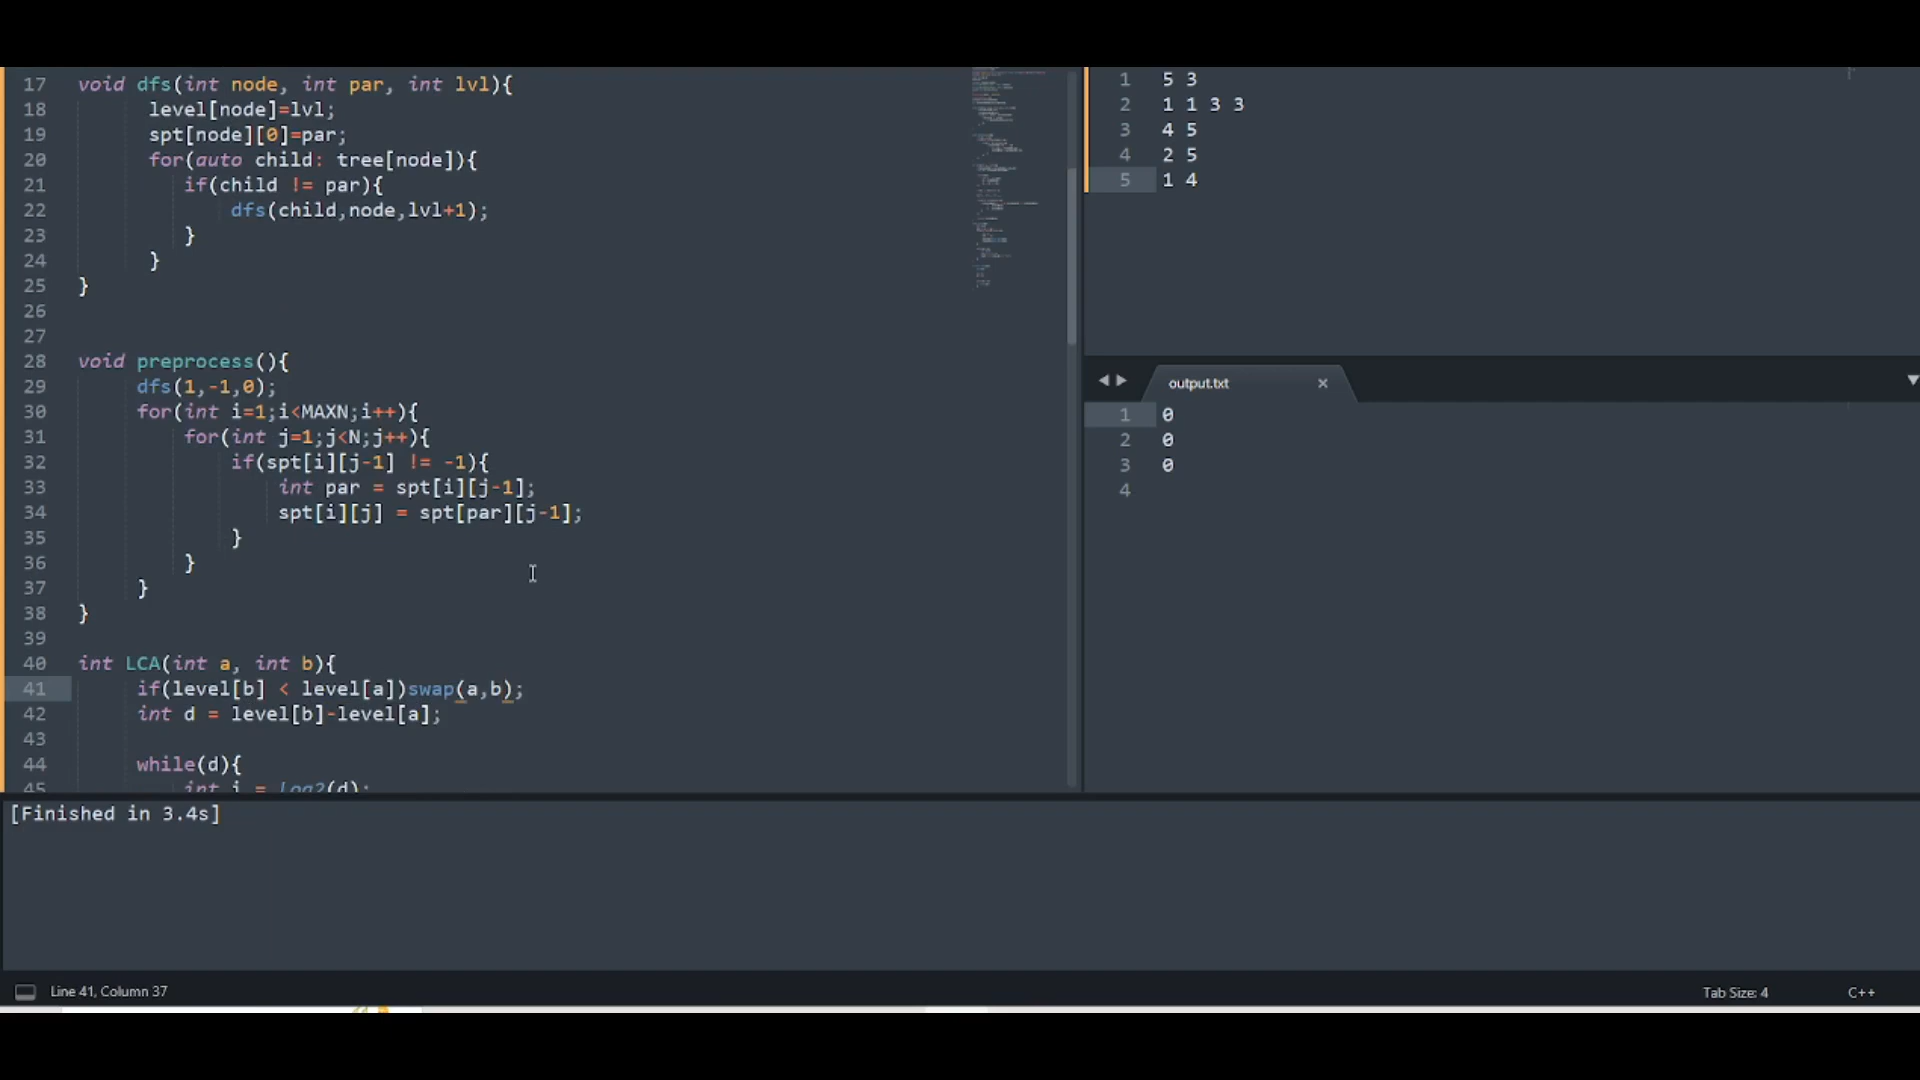 17 void dfs(int node, int par, int lvl){
18 level[node]=lvl;
19 spt[node][0]=par;
20 for(auto child: tree[node]){
21 if(child != par){
22 dfs(child,node,lvl+1);
23 }
24 }
25 }
26
27
28 void preprocess(){
29 dfs(1,-1,0);
30 for(int i=1;i<MAXN;i++){
31 for(int j=1;j<N;j++){
32 if(spt[i][j-1] != -1){
33 int par = spt[i][j-1];
34 spt[i][j] = spt[par][j-1];
35 }
36 }
37 }
38 }
39
40 int LCA(int a, int b){
41 if(level[b] < level[a])swap(a,b);
42 int d = level[b]-level[a];
43
44 while(d){
45 int i = log2(d);
1 5 3
2 1 1 3 3
3 4 5
4 2 5
5 1 4
output.txt
1 0
2 0
3 0
4
[Finished in 3.4s]
Line 41, Column 37
Tab Size: 4
C++